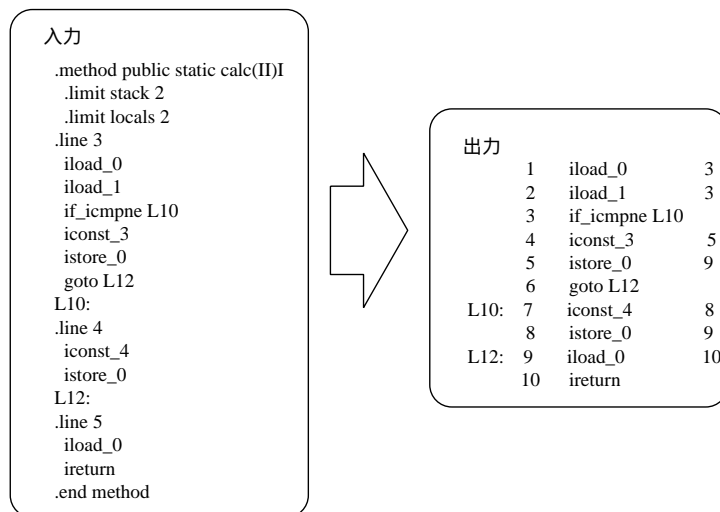 入力
.method public static calc(II)I
.limit stack 2
.limit locals 2
.line 3
iload_0
iload_1
if_icmpne L10
iconst_3
istore_0
goto L12
L10:
.line 4
iconst_4
istore_0
L12:
.line 5
iload_0
ireturn
.end method
出力
1 iload_0 3
2 iload_1 3
3 if_icmpne L10
4 iconst_3 5
5 istore_0 9
6 goto L12
L10: 7 iconst_4 8
8 istore_0 9
L12: 9 iload_0 10
10 ireturn